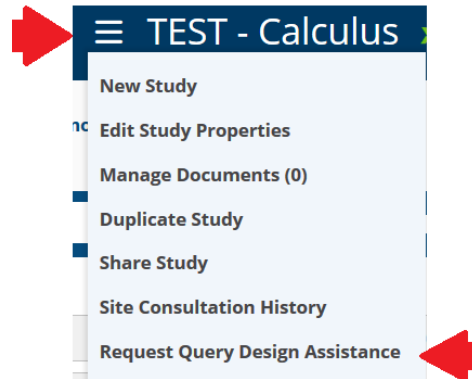 ☰ TEST - Calculus
New Study
Edit Study Properties
Manage Documents (0)
Duplicate Study
Share Study
Site Consultation History
Request Query Design Assistance